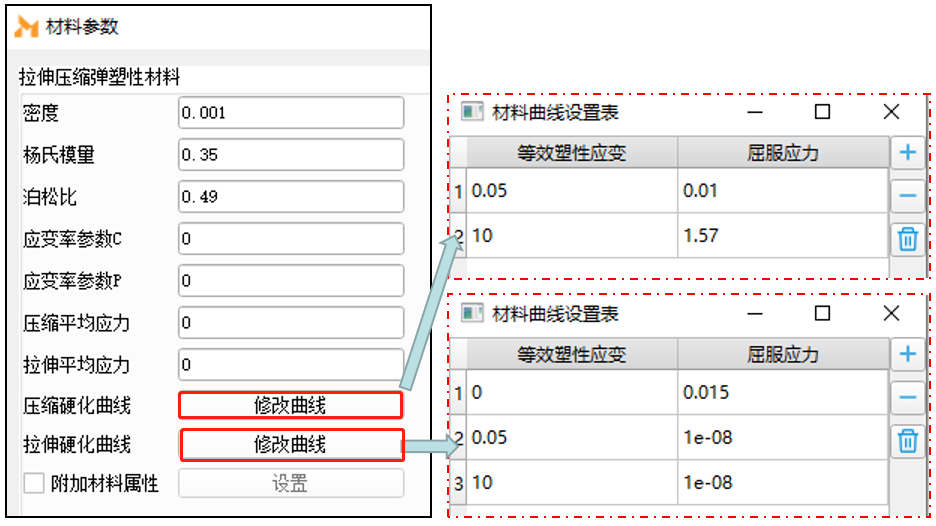 材料参数
拉伸压缩弹塑性材料
密度 0.001
杨氏模量 0.35
泊松比 0.49
应变率参数C 0
应变率参数P 0
压缩平均应力 0
拉伸平均应力 0
压缩硬化曲线 修改曲线
拉伸硬化曲线 修改曲线
附加材料属性 设置
材料曲线设置表
等效塑性应变 屈服应力
1 0.05 0.01
2 10 1.57
材料曲线设置表
等效塑性应变 屈服应力
1 0 0.015
2 0.05 1e-08
3 10 1e-08